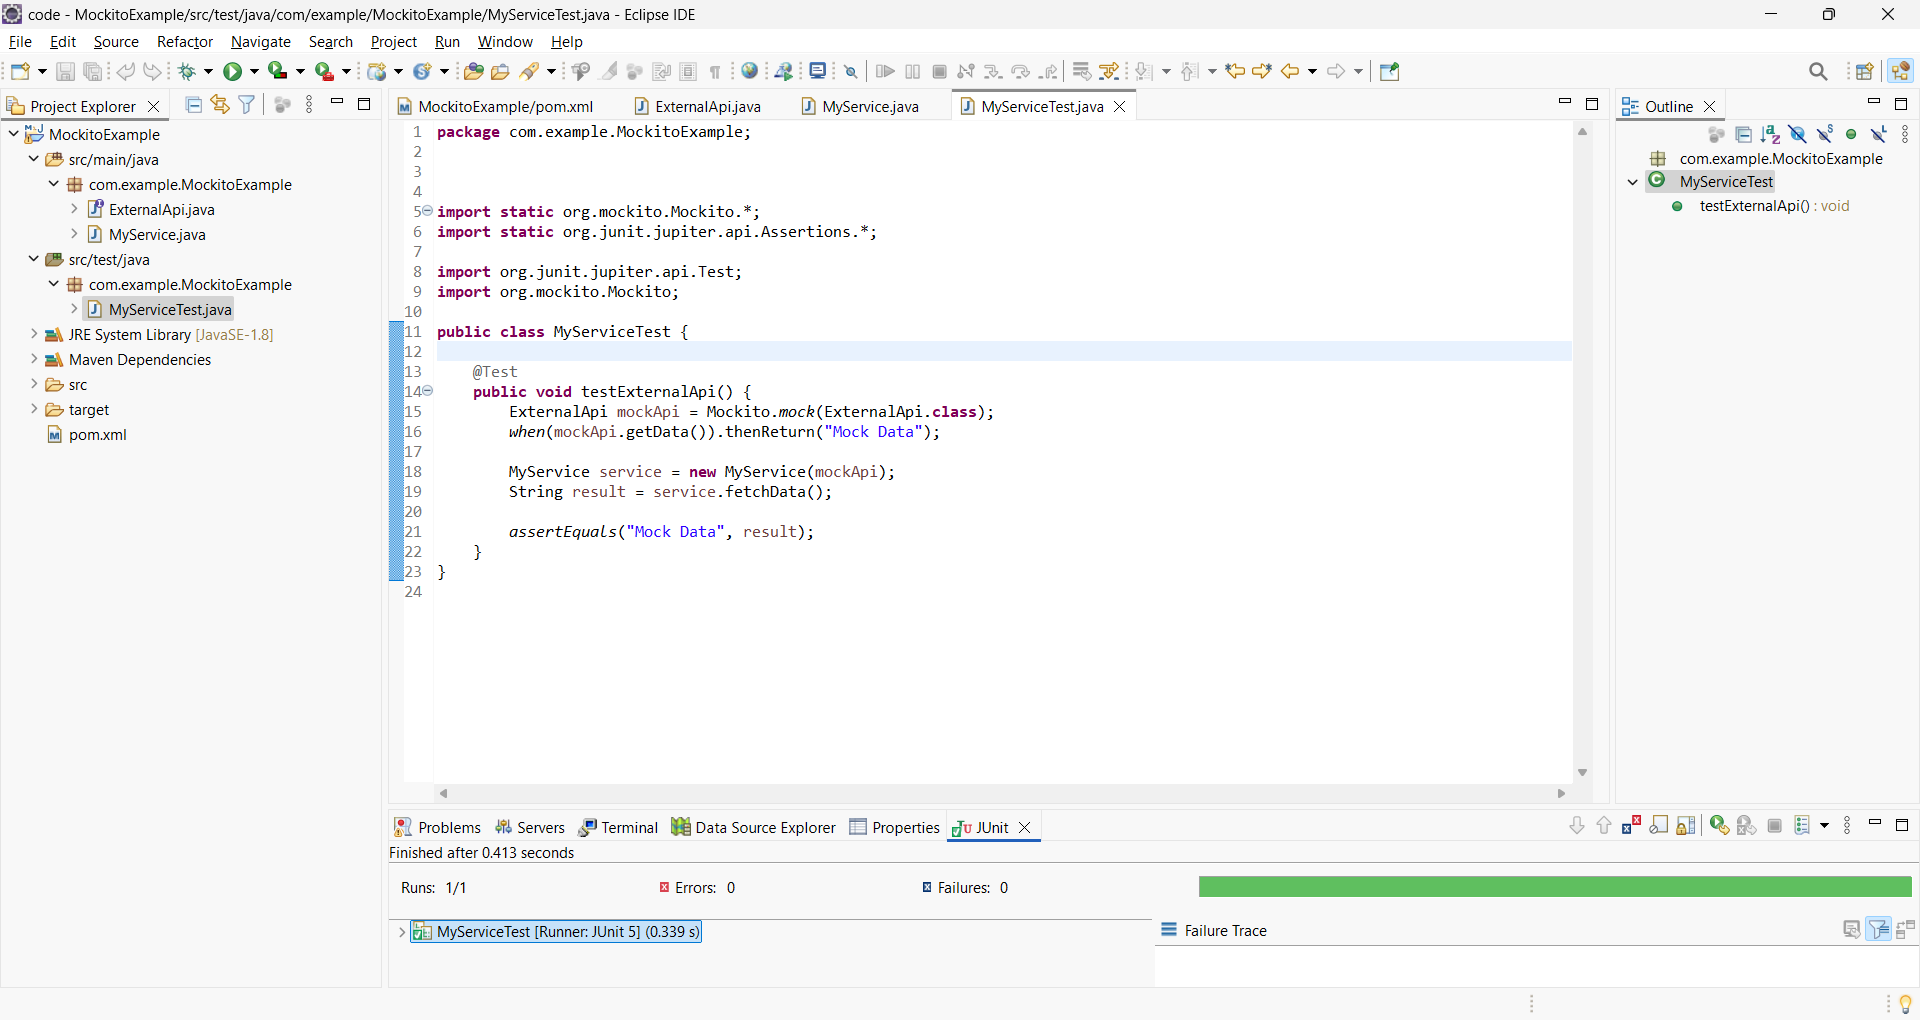 code - MockitoExample/src/test/java/com/example/MockitoExample/MyServiceTest.java - Eclipse IDE
File Edit Source Refactor Navigate Search Project Run Window Help
Project Explorer
MockitoExample
src/main/java
com.example.MockitoExample
ExternalApi.java
MyService.java
src/test/java
com.example.MockitoExample
MyServiceTest.java
JRE System Library [JavaSE-1.8]
Maven Dependencies
src
target
pom.xml
MockitoExample/pom.xml ExternalApi.java MyService.java MyServiceTest.java
1 package com.example.MockitoExample;
2
3
4
5 import static org.mockito.Mockito.*;
6 import static org.junit.jupiter.api.Assertions.*;
7
8 import org.junit.jupiter.api.Test;
9 import org.mockito.Mockito;
10
11 public class MyServiceTest {
12
13 @Test
14 public void testExternalApi() {
15 ExternalApi mockApi = Mockito.mock(ExternalApi.class);
16 when(mockApi.getData()).thenReturn("Mock Data");
17
18 MyService service = new MyService(mockApi);
19 String result = service.fetchData();
20
21 assertEquals("Mock Data", result);
22 }
23 }
24
Outline
com.example.MockitoExample
MyServiceTest
testExternalApi() : void
Problems Servers Terminal Data Source Explorer Properties JUnit
Finished after 0.413 seconds
Runs: 1/1 Errors: 0 Failures: 0
MyServiceTest [Runner: JUnit 5] (0.339 s)
Failure Trace